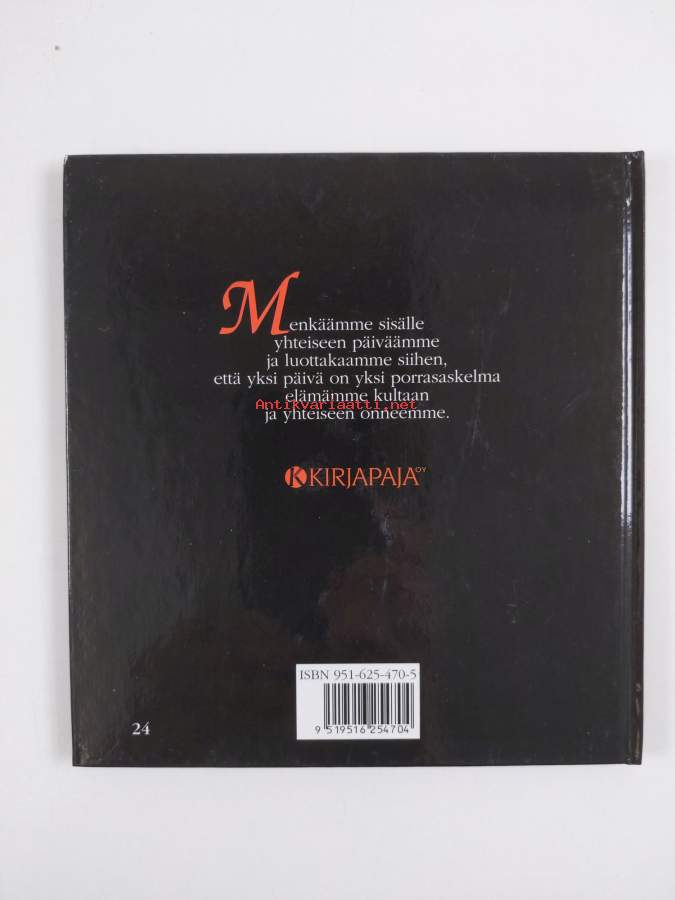 Menkäämme sisälle
yhteiseen päiväämme
ja luottakaamme siihen,
että yksi päivä on yksi porrasaskelma
elämämme kultaan
Antikvariaatti.net
ja yhteiseen onneemme.
K KIRJAPAJA OY
ISBN 951-625-470-5
9 519516 254704
24